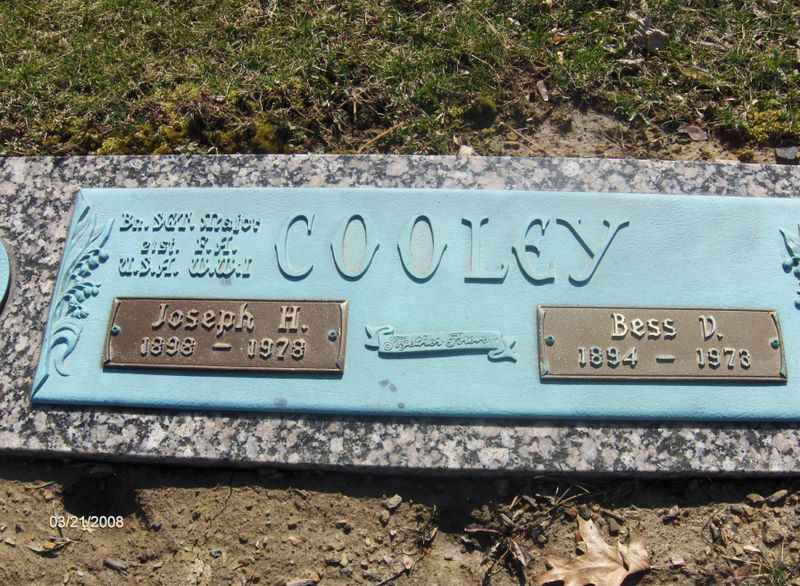 Bn. SGT. Major
21st. F. A.
U.S.A. W.W.I
COOLEY
Joseph H.
1898 - 1978
Together Forever
Bess V.
1894 - 1973
03/21/2008